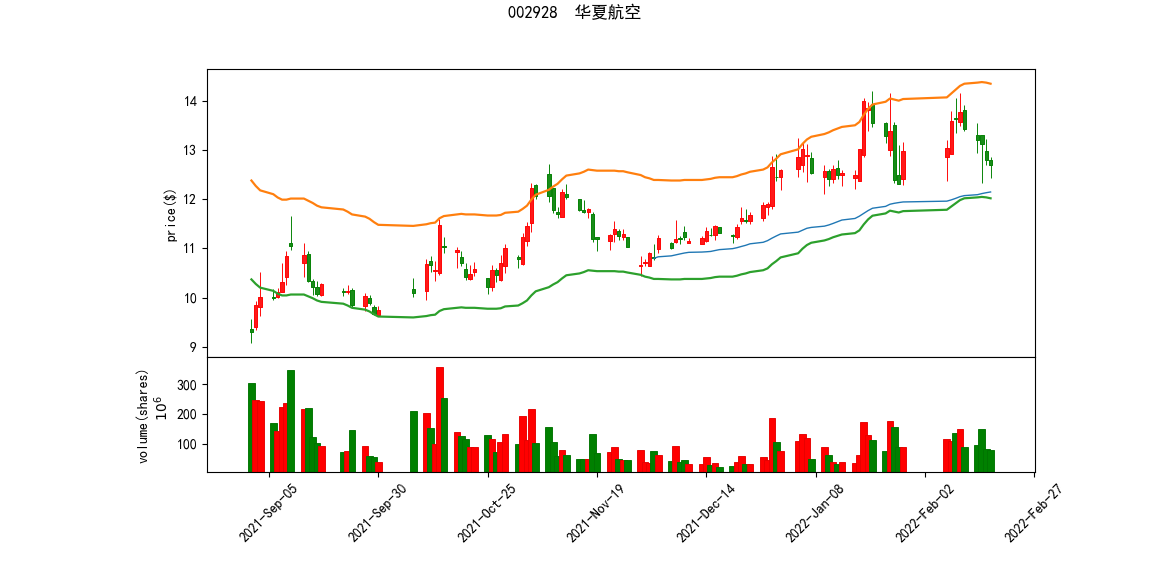 002928 华夏航空
price($)
14
13
12
11
10
9
volume(shares)
10^6
300
200
100
2021-Sep-05
2021-Sep-30
2021-Oct-25
2021-Nov-19
2021-Dec-14
2022-Jan-08
2022-Feb-02
2022-Feb-27